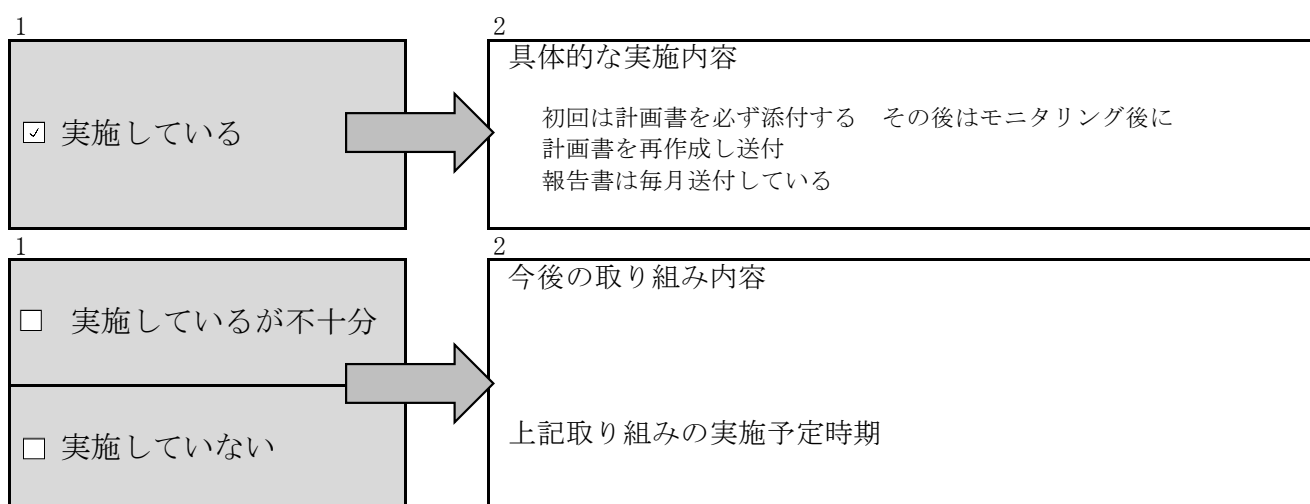 1
2
☑ 実施している
具体的な実施内容
初回は計画書を必ず添付する　その後はモニタリング後に
計画書を再作成し送付
報告書は毎月送付している
1
2
☐ 実施しているが不十分
☐ 実施していない
今後の取り組み内容
上記取り組みの実施予定時期